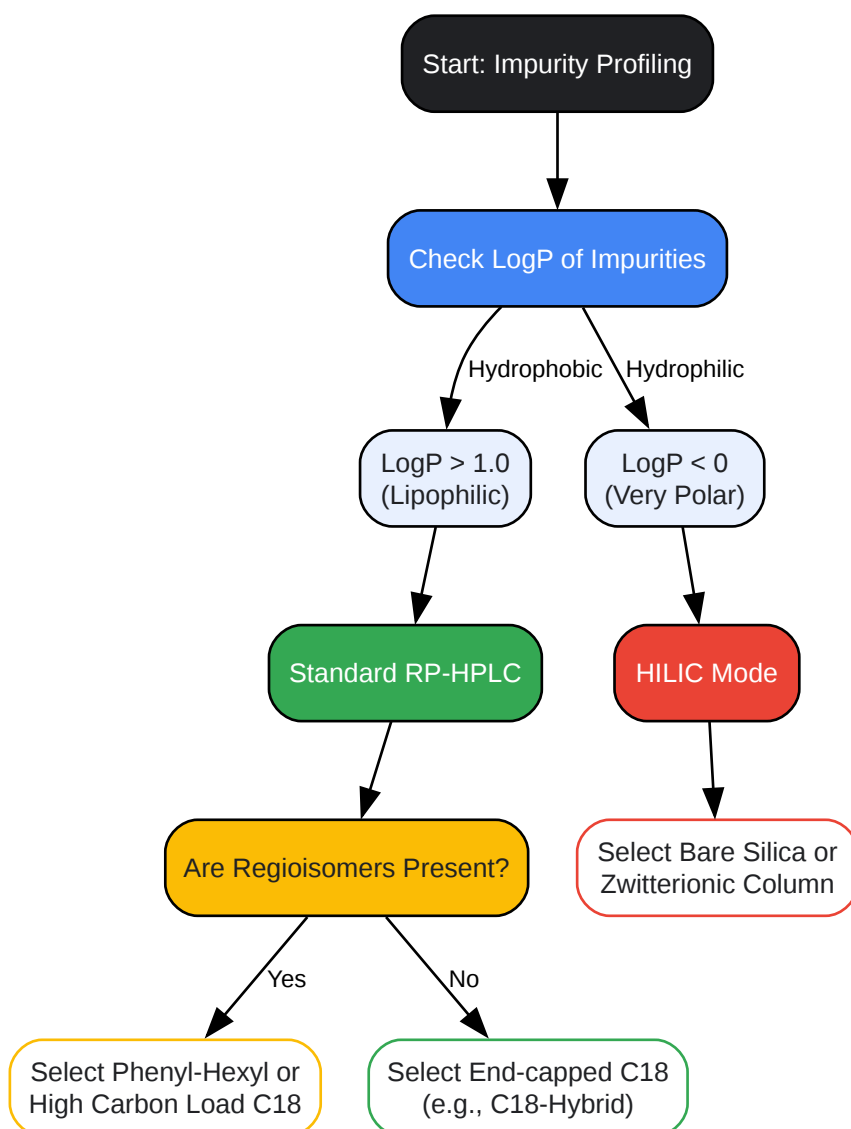 Start: Impurity Profiling
Check LogP of Impurities
Hydrophobic
Hydrophilic
LogP > 1.0
(Lipophilic)
LogP < 0
(Very Polar)
Standard RP-HPLC
HILIC Mode
Are Regioisomers Present?
Select Bare Silica or
Zwitterionic Column
Yes
No
Select Phenyl-Hexyl or
High Carbon Load C18
Select End-capped C18
(e.g., C18-Hybrid)